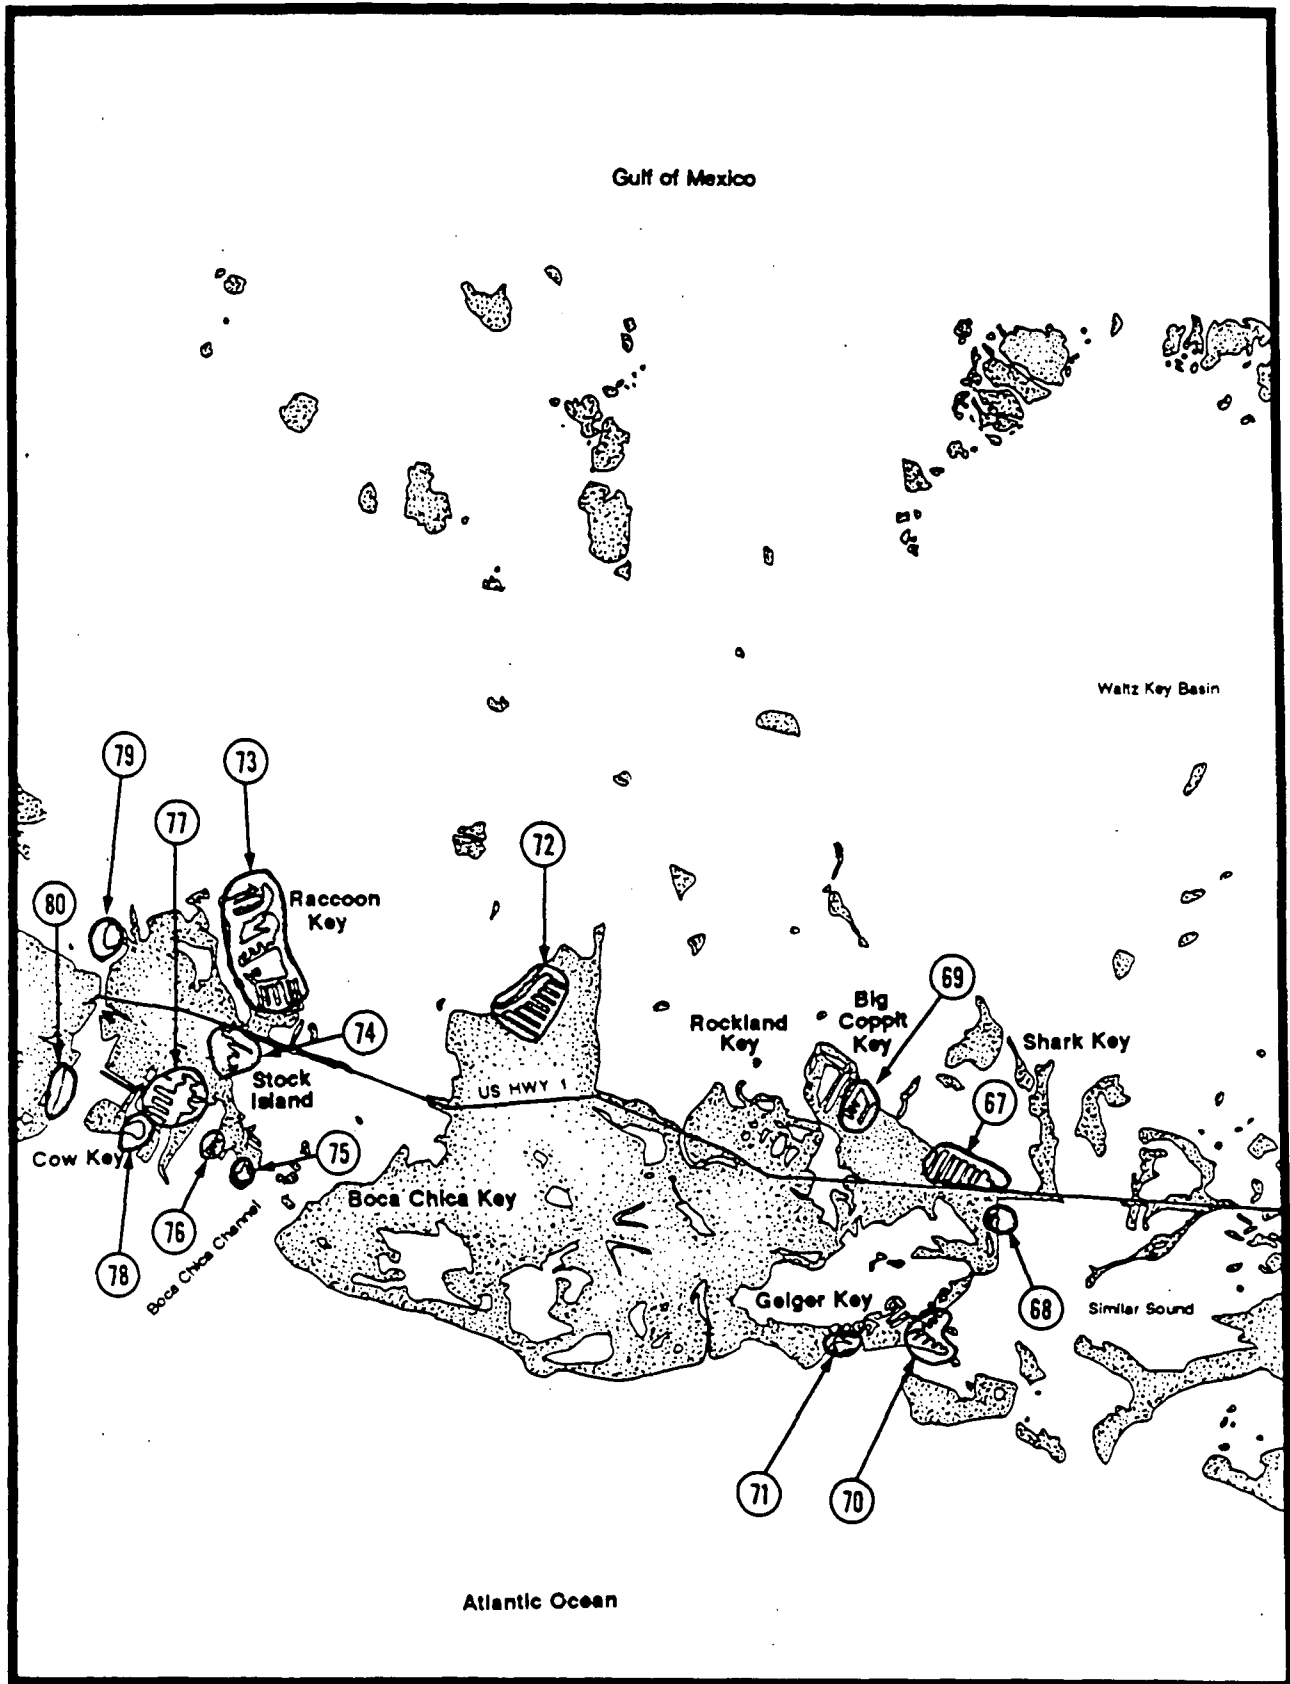 Gulf of Mexico
Waltz Key Basin
79
73
77
72
80
Raccoon
Key
69
Big
Coppit
Key
Rockland
Key
Shark Key
74
Stock
Island
US HWY 1
67
Cow Key
75
Boca Chica Key
76
78
Boca Chica Channel
Geiger Key
68
Similar Sound
71
70
Atlantic Ocean